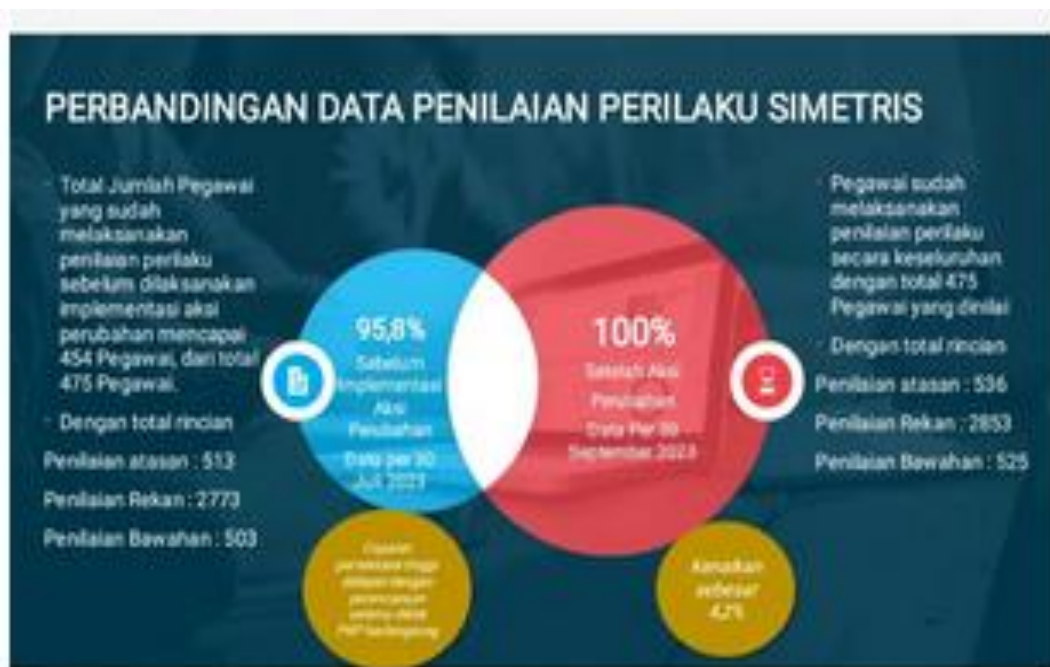 PERBANDINGAN DATA PENILAIAN PERILAKU SIMETRIS
Total Jumlah Pegawai
yang sudah
melaksanakan
penilaian perilaku
sebelum dilaksanakan
implementasi aksi
perubahan mencapai
454 Pegawai, dari total
475 Pegawai.
Dengan total rincian
Penilaian atasan : 513
Penilaian Rekan : 2773
Penilaian Bawahan : 503
95,8%
Sebelum
Implementasi
Aksi
Perubahan
Data per 30
Juli 2023
100%
Setelah Aksi
Perubahan
Data Per 30
September 2023
Pegawai sudah
melaksanakan
penilaian perilaku
secara keseluruhan
dengan total 475
Pegawai yang dinilai
Dengan total rincian
Penilaian atasan : 536
Penilaian Rekan : 2853
Penilaian Bawahan : 525
Capaian
dengan
Kenaikan
sebesar
4,2%